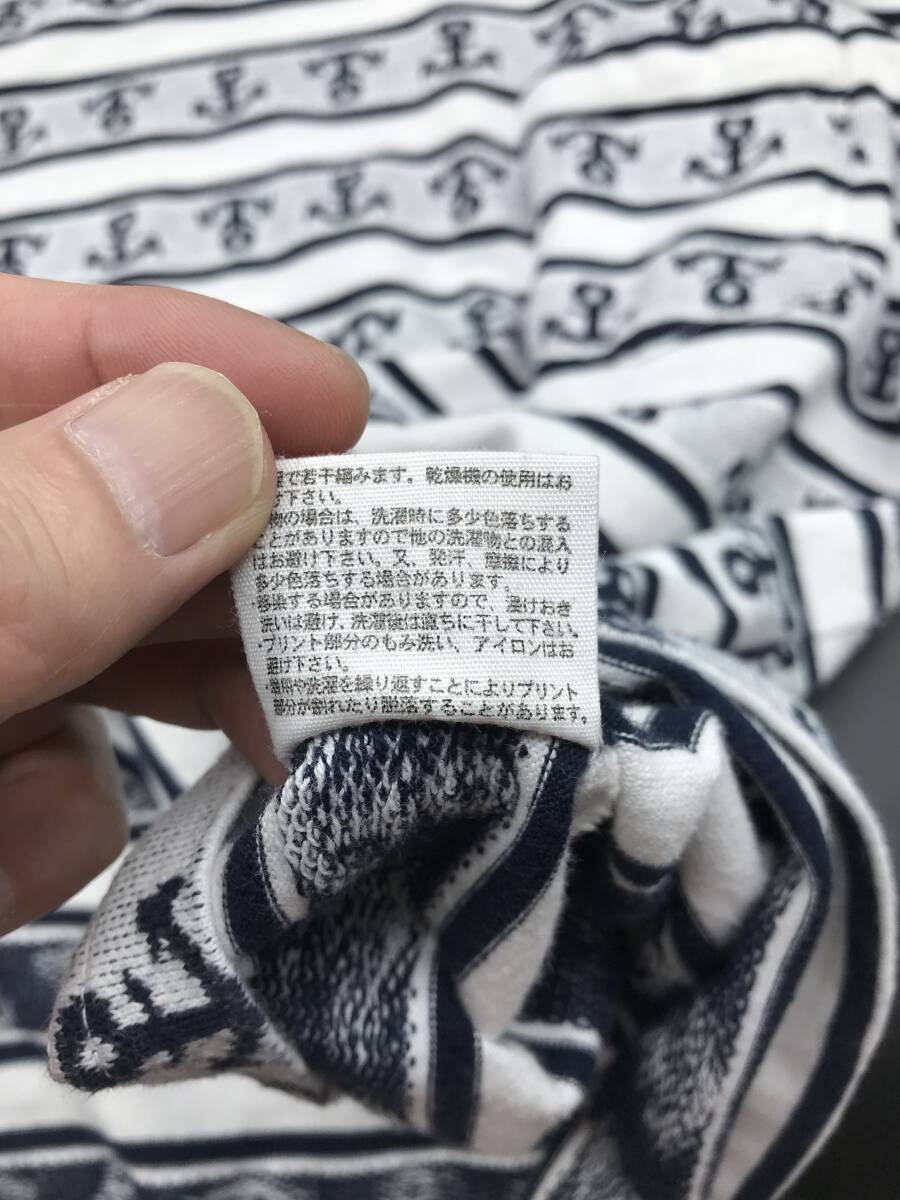 で若干縮みます。乾燥機の使用はお
け下さい。
物の場合は、洗濯時に多少色落ちする
ことがありますので他の洗濯物との混入
はお避け下さい。又、発汗、摩擦により
多少色落ちする場合があります。
・移染する場合がありますので、浸けおき
洗いは避け、洗濯後は直ちに干して下さい。
・プリント部分のもみ洗い、アイロンはお
避け下さい。
・着用や洗濯を繰り返すことによりプリント
部分が割れたり脱落することがあります。